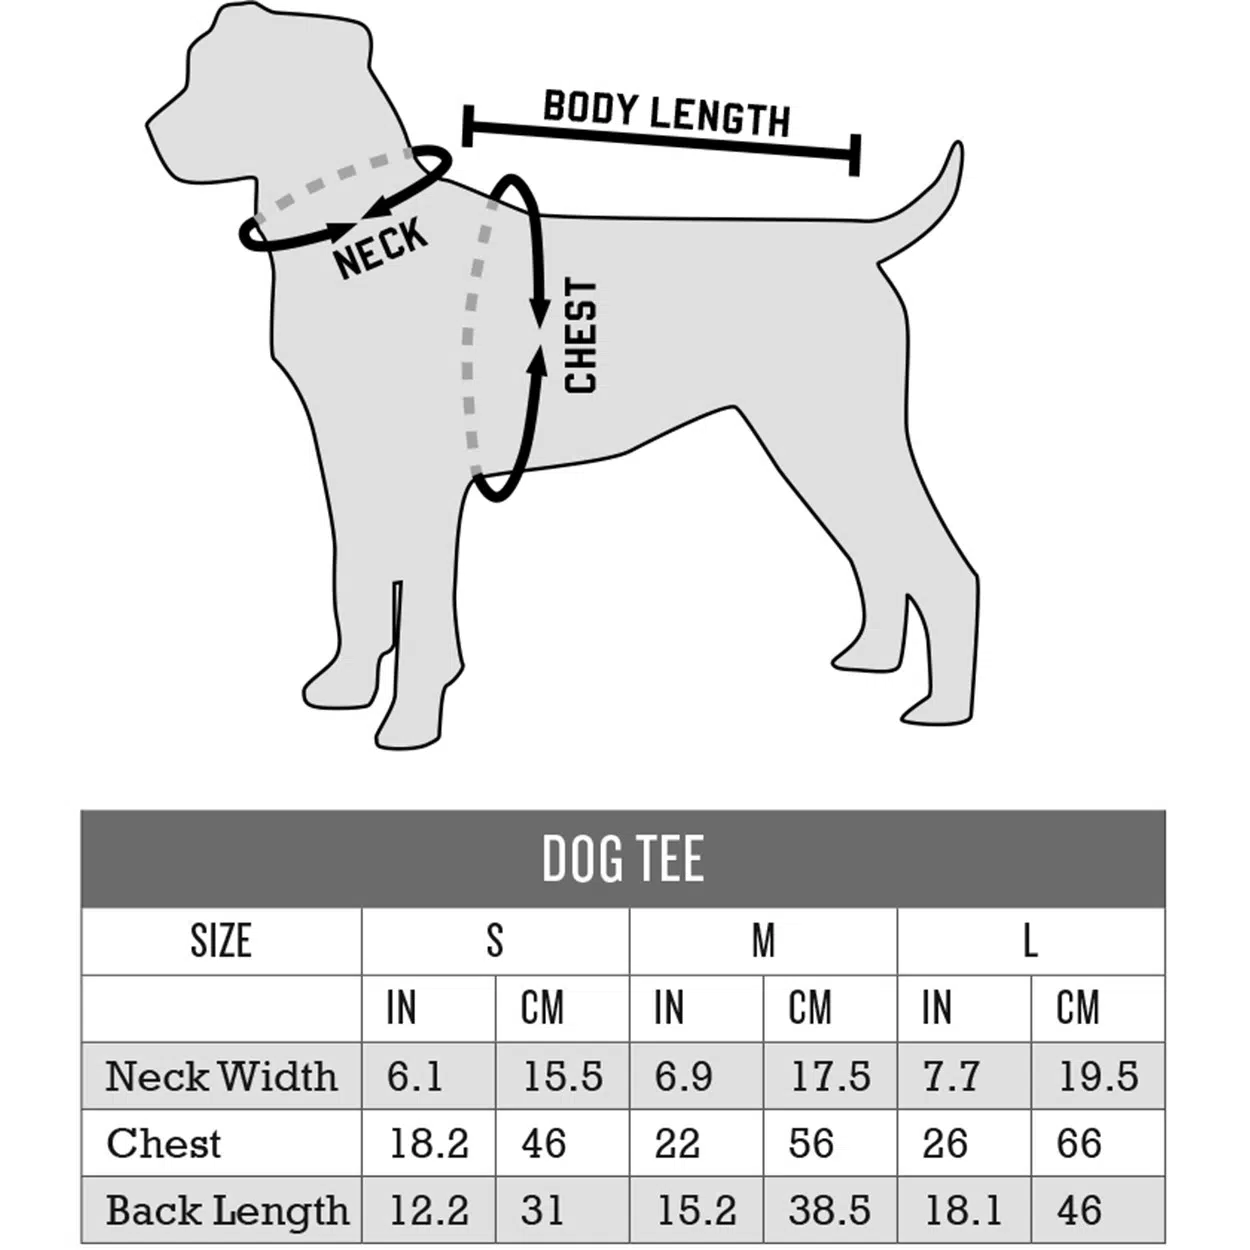 BODY LENGTH
NECK
CHEST
DOG TEE
SIZE S M L
IN CM IN CM IN CM
Neck Width 6.1 15.5 6.9 17.5 7.7 19.5
Chest 18.2 46 22 56 26 66
Back Length 12.2 31 15.2 38.5 18.1 46